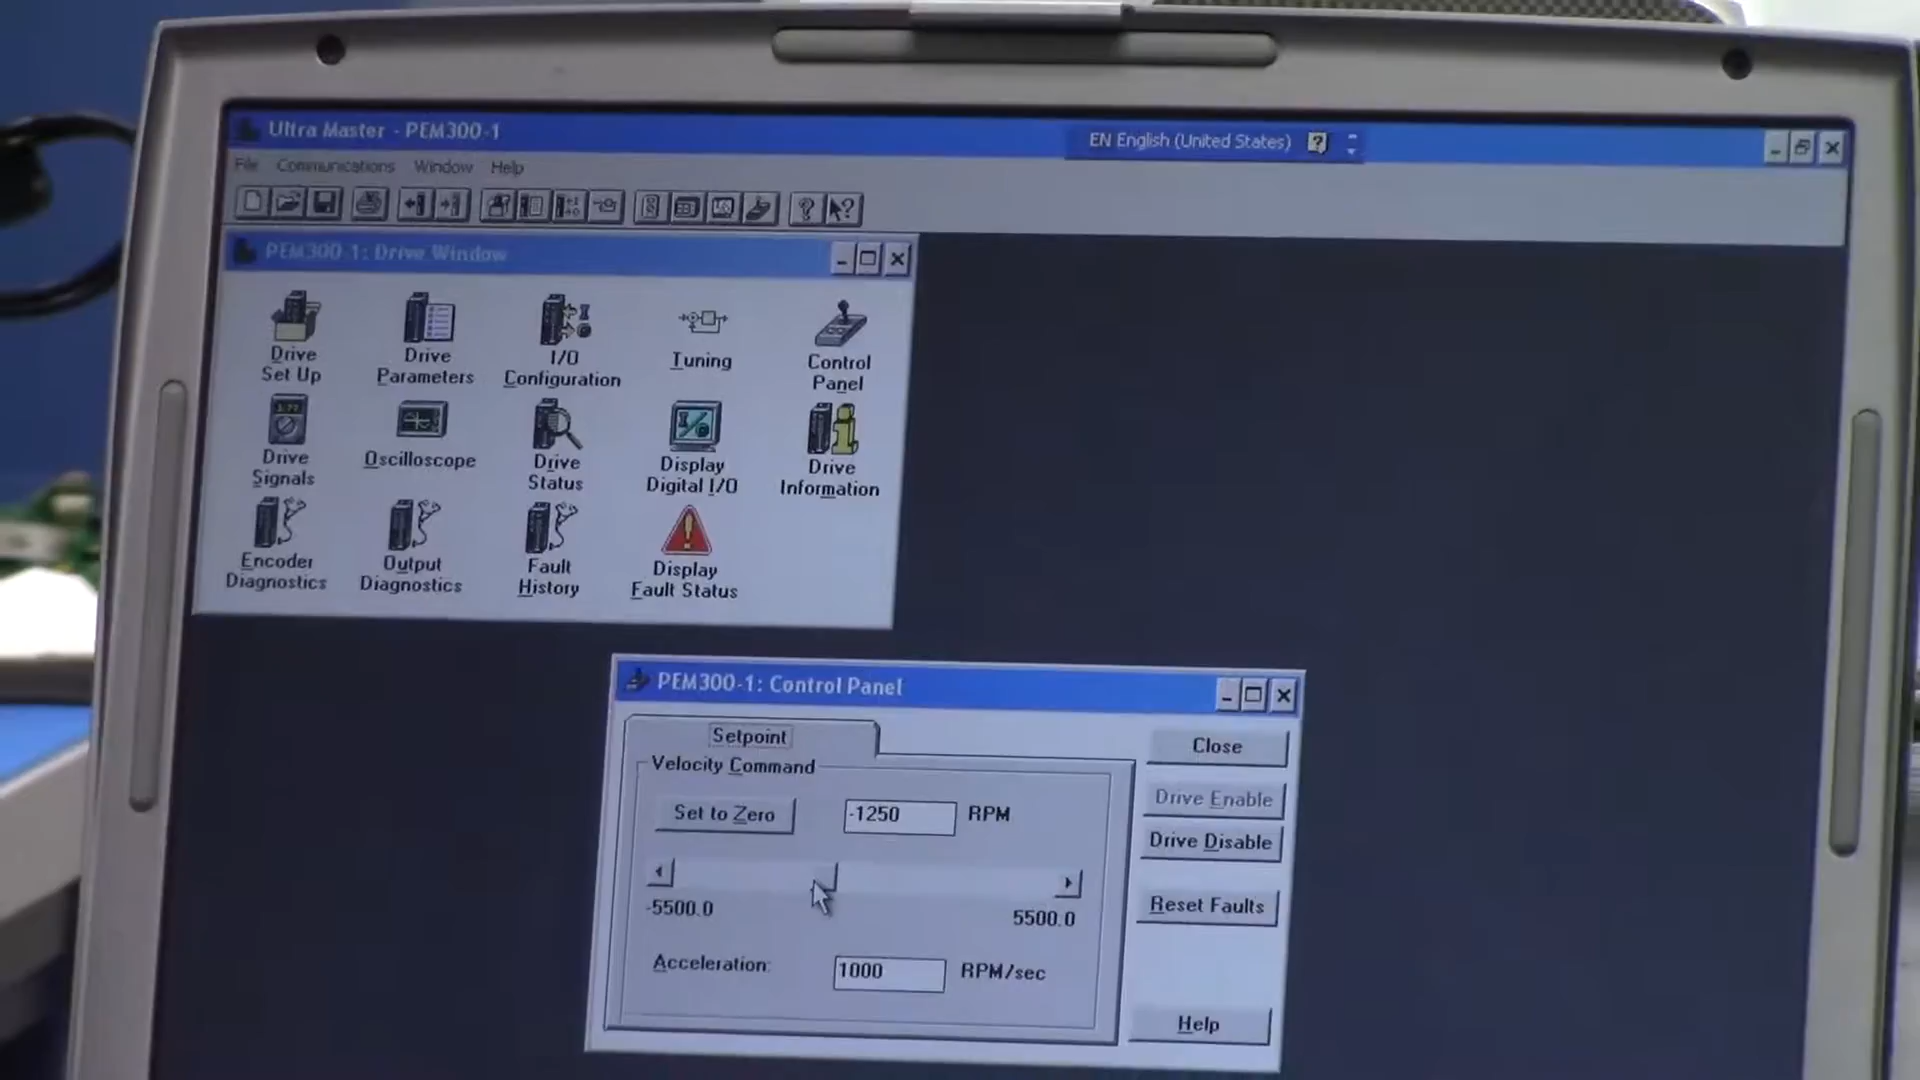 Ultra Master - PEM300-1
EN English (United States)
File Communications Window Help
PEM300-1: Drive Window
Drive Set Up
Drive Parameters
I/O Configuration
Tuning
Control Panel
Drive Signals
Oscilloscope
Drive Status
Display Digital I/O
Drive Information
Encoder Diagnostics
Output Diagnostics
Fault History
Display Fault Status
PEM300-1: Control Panel
Setpoint
Close
Velocity Command
Set to Zero
-1250 RPM
Drive Enable
Drive Disable
-5500.0
5500.0
Reset Faults
Acceleration:
1000 RPM/sec
Help